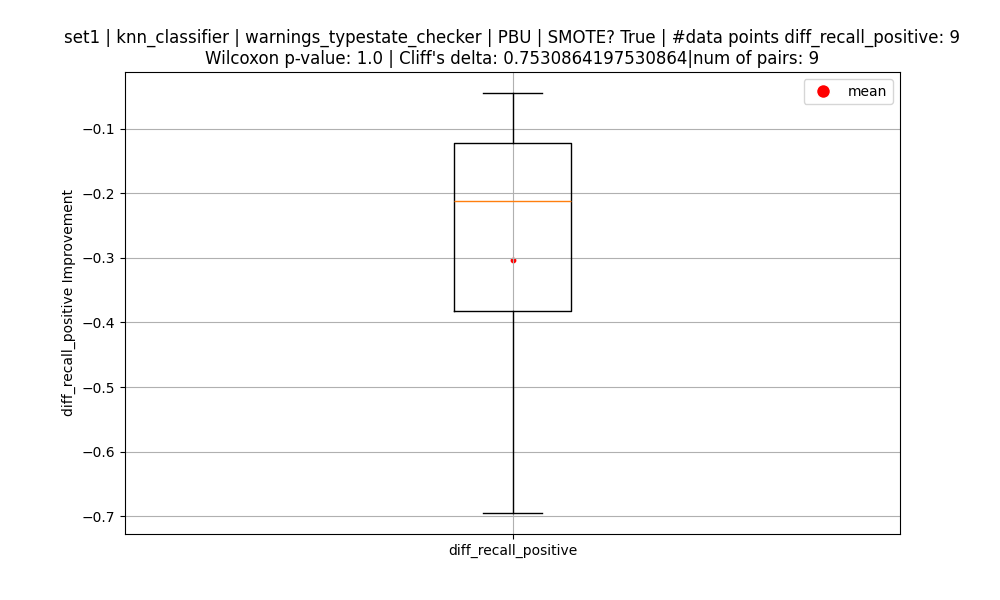 set1 | knn_classifier | warnings_typestate_checker | PBU | SMOTE? True | #data points diff_recall_positive: 9
Wilcoxon p-value: 1.0 | Cliff's delta: 0.7530864197530864|num of pairs: 9
mean
−0.1
−0.2
−0.3
−0.4
−0.5
−0.6
−0.7
diff_recall_positive Improvement
diff_recall_positive